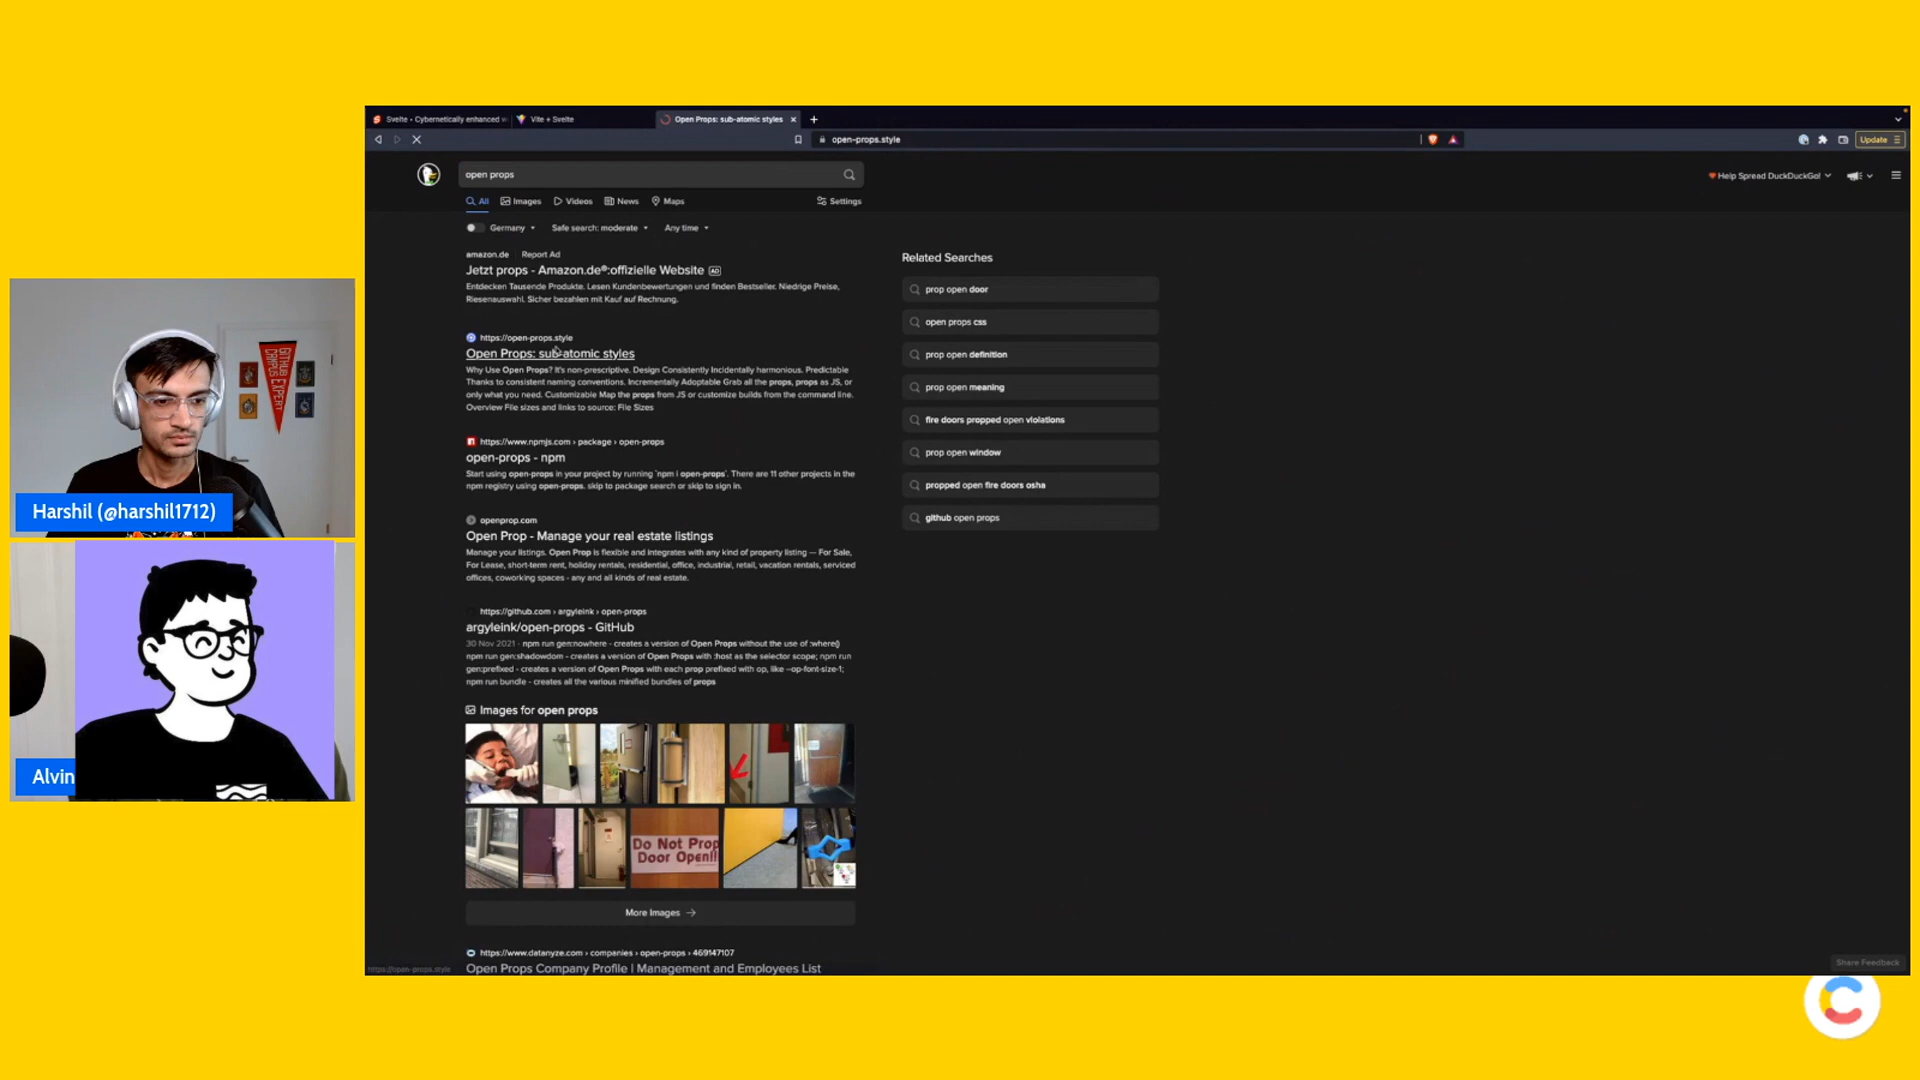 Svelte • Cybernetically enhanced w
Vite + Svelte
Open Props: sub-atomic styles
open-props.style
Update
open props
Help Spread DuckDuckGo!
All
Images
Videos
News
Maps
Settings
Germany
Safe search: moderate
Any time
amazon.de
Report Ad
Jetzt props - Amazon.de®:offizielle Website AD
Entdecken Tausende Produkte. Lesen Kundenbewertungen und finden Bestseller. Niedrige Preise,
Riesenauswahl. Sicher bezahlen mit Kauf auf Rechnung.
https://open-props.style
Open Props: sub-atomic styles
Why Use Open Props? It's non-prescriptive. Design Consistently Incidentally harmonious. Predictable
Thanks to consistent naming conventions. Incrementally Adoptable Grab all the props, props as JS, or
only what you need. Customizable Map the props from JS or customize builds from the command line.
Overview File sizes and links to source: File Sizes
https://www.npmjs.com › package › open-props
open-props - npm
Start using open-props in your project by running `npm i open-props`. There are 11 other projects in the
npm registry using open-props. skip to package search or skip to sign in.
openprop.com
Open Prop - Manage your real estate listings
Manage your listings. Open Prop is flexible and integrates with any kind of property listing — For Sale,
For Lease, short-term rent, holiday rentals, residential, office, industrial, retail, vacation rentals, serviced
offices, coworking spaces - any and all kinds of real estate.
https://github.com › argyleink › open-props
argyleink/open-props - GitHub
30 Nov 2021 - npm run gen:nowhere - creates a version of Open Props without the use of :where()
npm run gen:shadowdom - creates a version of Open Props with :host as the selector scope; npm run
gen:prefixed - creates a version of Open Props with each prop prefixed with op, like --op-font-size-1;
npm run bundle - creates all the various minified bundles of props
Images for open props
Do Not Prop
Door Open!!
More Images
https://www.datanyze.com › companies › open-props › 469147107
Open Props Company Profile | Management and Employees List
https://open-props.style
Related Searches
prop open door
open props css
prop open definition
prop open meaning
fire doors propped open violations
prop open window
propped open fire doors osha
github open props
Share Feedback
GITHUB
CAMPUS EXPERT
Harshil (@harshil1712)
Alvin